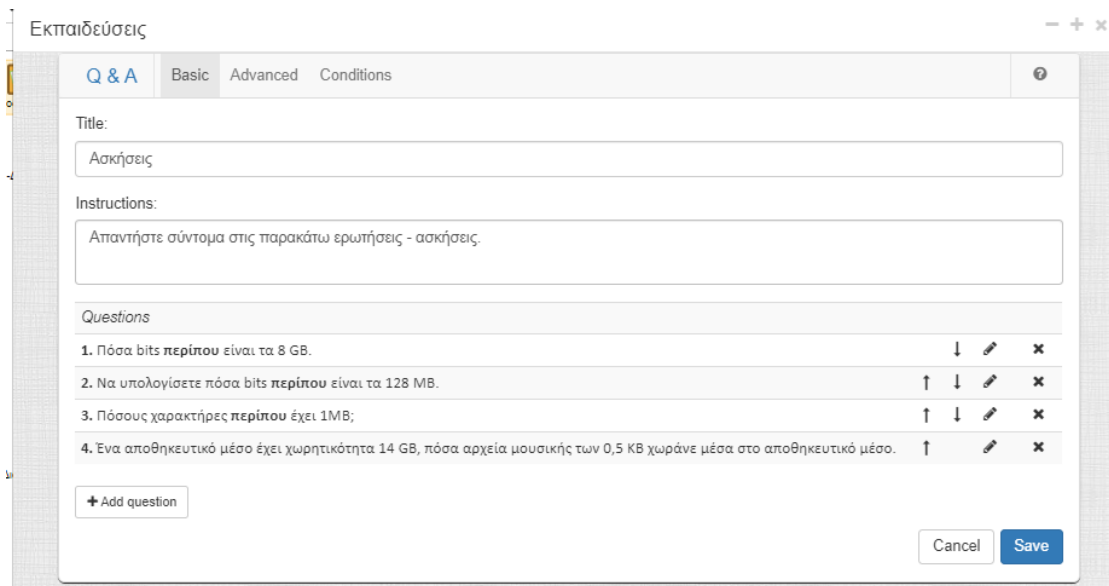 Εκπαιδεύσεις
Q & A Basic Advanced Conditions
Title:
Ασκήσεις
Instructions:
Απαντήστε σύντομα στις παρακάτω ερωτήσεις - ασκήσεις.
Questions
1. Πόσα bits περίπου είναι τα 8 GB.
2. Να υπολογίσετε πόσα bits περίπου είναι τα 128 MB.
3. Πόσους χαρακτήρες περίπου έχει 1MB;
4. Ένα αποθηκευτικό μέσο έχει χωρητικότητα 14 GB, πόσα αρχεία μουσικής των 0,5 KB χωράνε μέσα στο αποθηκευτικό μέσο.
+ Add question
Cancel Save